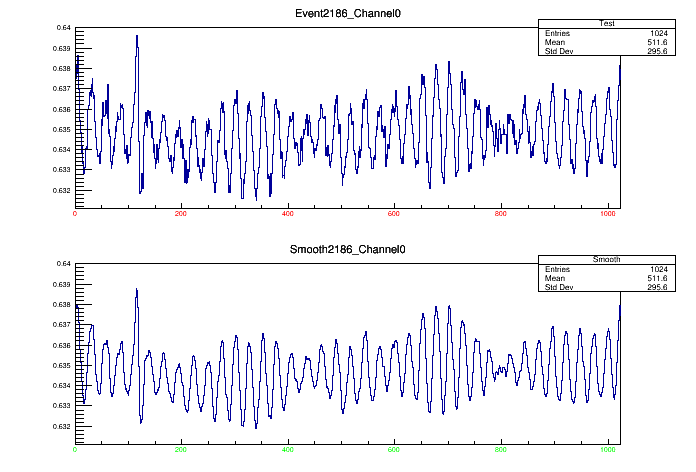 Event2186_Channel0
Test
Entries 1024
Mean 511.6
Std Dev 295.6
0.64
0.639
0.638
0.637
0.636
0.635
0.634
0.633
0.632
0 200 400 600 800 1000
Smooth2186_Channel0
Smooth
Entries 1024
Mean 511.6
Std Dev 295.6
0.64
0.639
0.638
0.637
0.636
0.635
0.634
0.633
0.632
0 200 400 600 800 1000